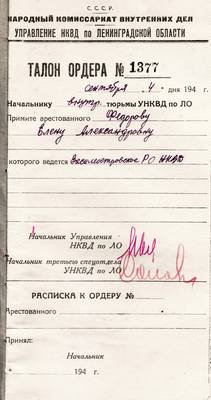 С. С. С. Р.
НАРОДНЫЙ КОМИССАРИАТ ВНУТРЕННИХ ДЕЛ
УПРАВЛЕНИЕ НКВД по ЛЕНИНГРАДСКОЙ ОБЛАСТИ
ТАЛОН ОРДЕРА № 1377
сентября 4 дня 194 г.
Начальнику внутр. тюрьмы УНКВД по ЛО
Примите арестованного Федорову
Елену Александровну
которого ведется Василеостровское РО НКВД
Начальник Управления
НКВД по ЛО
Начальник третьего спецотдела
УНКВД по ЛО
РАСПИСКА К ОРДЕРУ №
Арестованного
Принял:
Начальник
194 г.